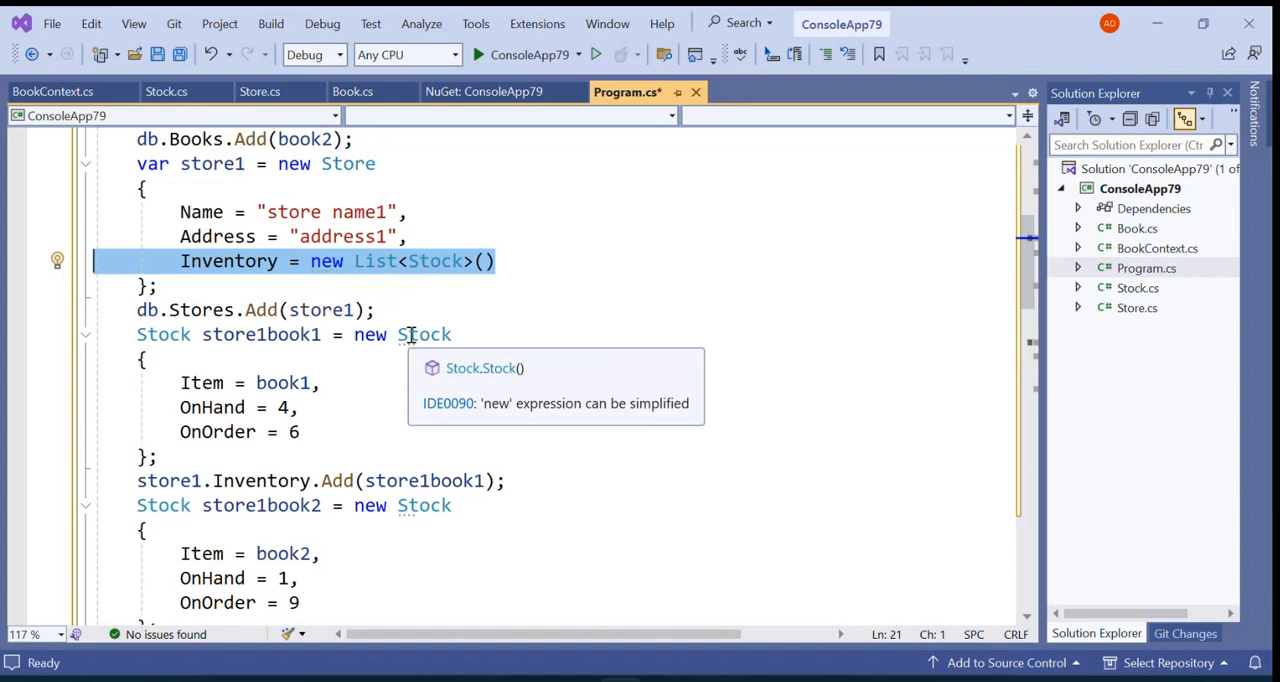 File Edit View Git Project Build Debug Test Analyze Tools Extensions Window Help Search ConsoleApp79 AD
Debug Any CPU ConsoleApp79
BookContext.cs Stock.cs Store.cs Book.cs NuGet: ConsoleApp79 Program.cs*
ConsoleApp79
db.Books.Add(book2);
var store1 = new Store
{
Name = "store name1",
Address = "address1",
Inventory = new List<Stock>()
};
db.Stores.Add(store1);
Stock store1book1 = new Stock
{
Item = book1,
OnHand = 4,
OnOrder = 6
};
store1.Inventory.Add(store1book1);
Stock store1book2 = new Stock
{
Item = book2,
OnHand = 1,
OnOrder = 9
Stock.Stock()
IDE0090: 'new' expression can be simplified
117 % No issues found Ln: 21 Ch: 1 SPC CRLF
Solution Explorer
Search Solution Explorer (Ctr
Solution 'ConsoleApp79' (1 of
ConsoleApp79
Dependencies
C# Book.cs
C# BookContext.cs
C# Program.cs
C# Stock.cs
C# Store.cs
Solution Explorer Git Changes
Notifications
Ready Add to Source Control Select Repository